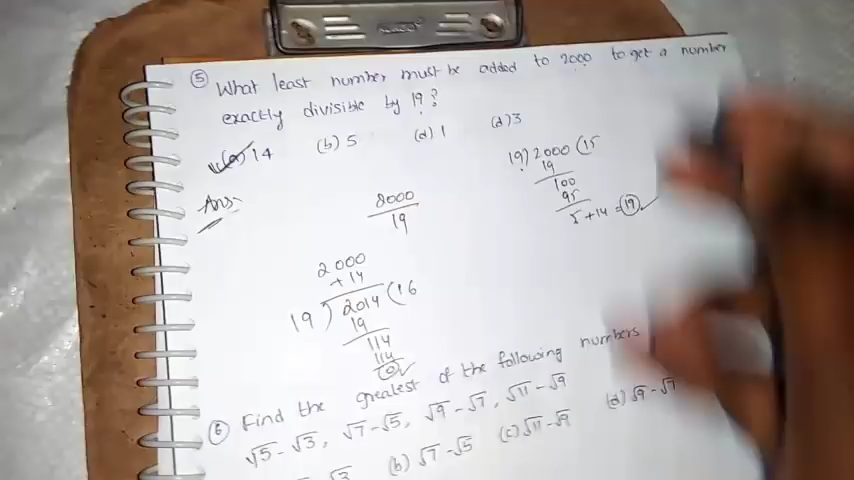 ⑤ What least number must be added to 2000 to get a number
exactly divisible by 19?
(a) 14 (b) 5 (d) 1 (d) 3
Ans:-
8000
19
19) 2000 (15
19
100
95
5 + 14 = 19
2000
+ 14
19) 2014 (16
19
114
114
0
⑥ Find the greatest of the following numbers
√5 - √3, √7 - √5, √9 - √7, √11 - √9
√3 (b) √7 - √5 (c) √11 - √9 (d) √9 - √7